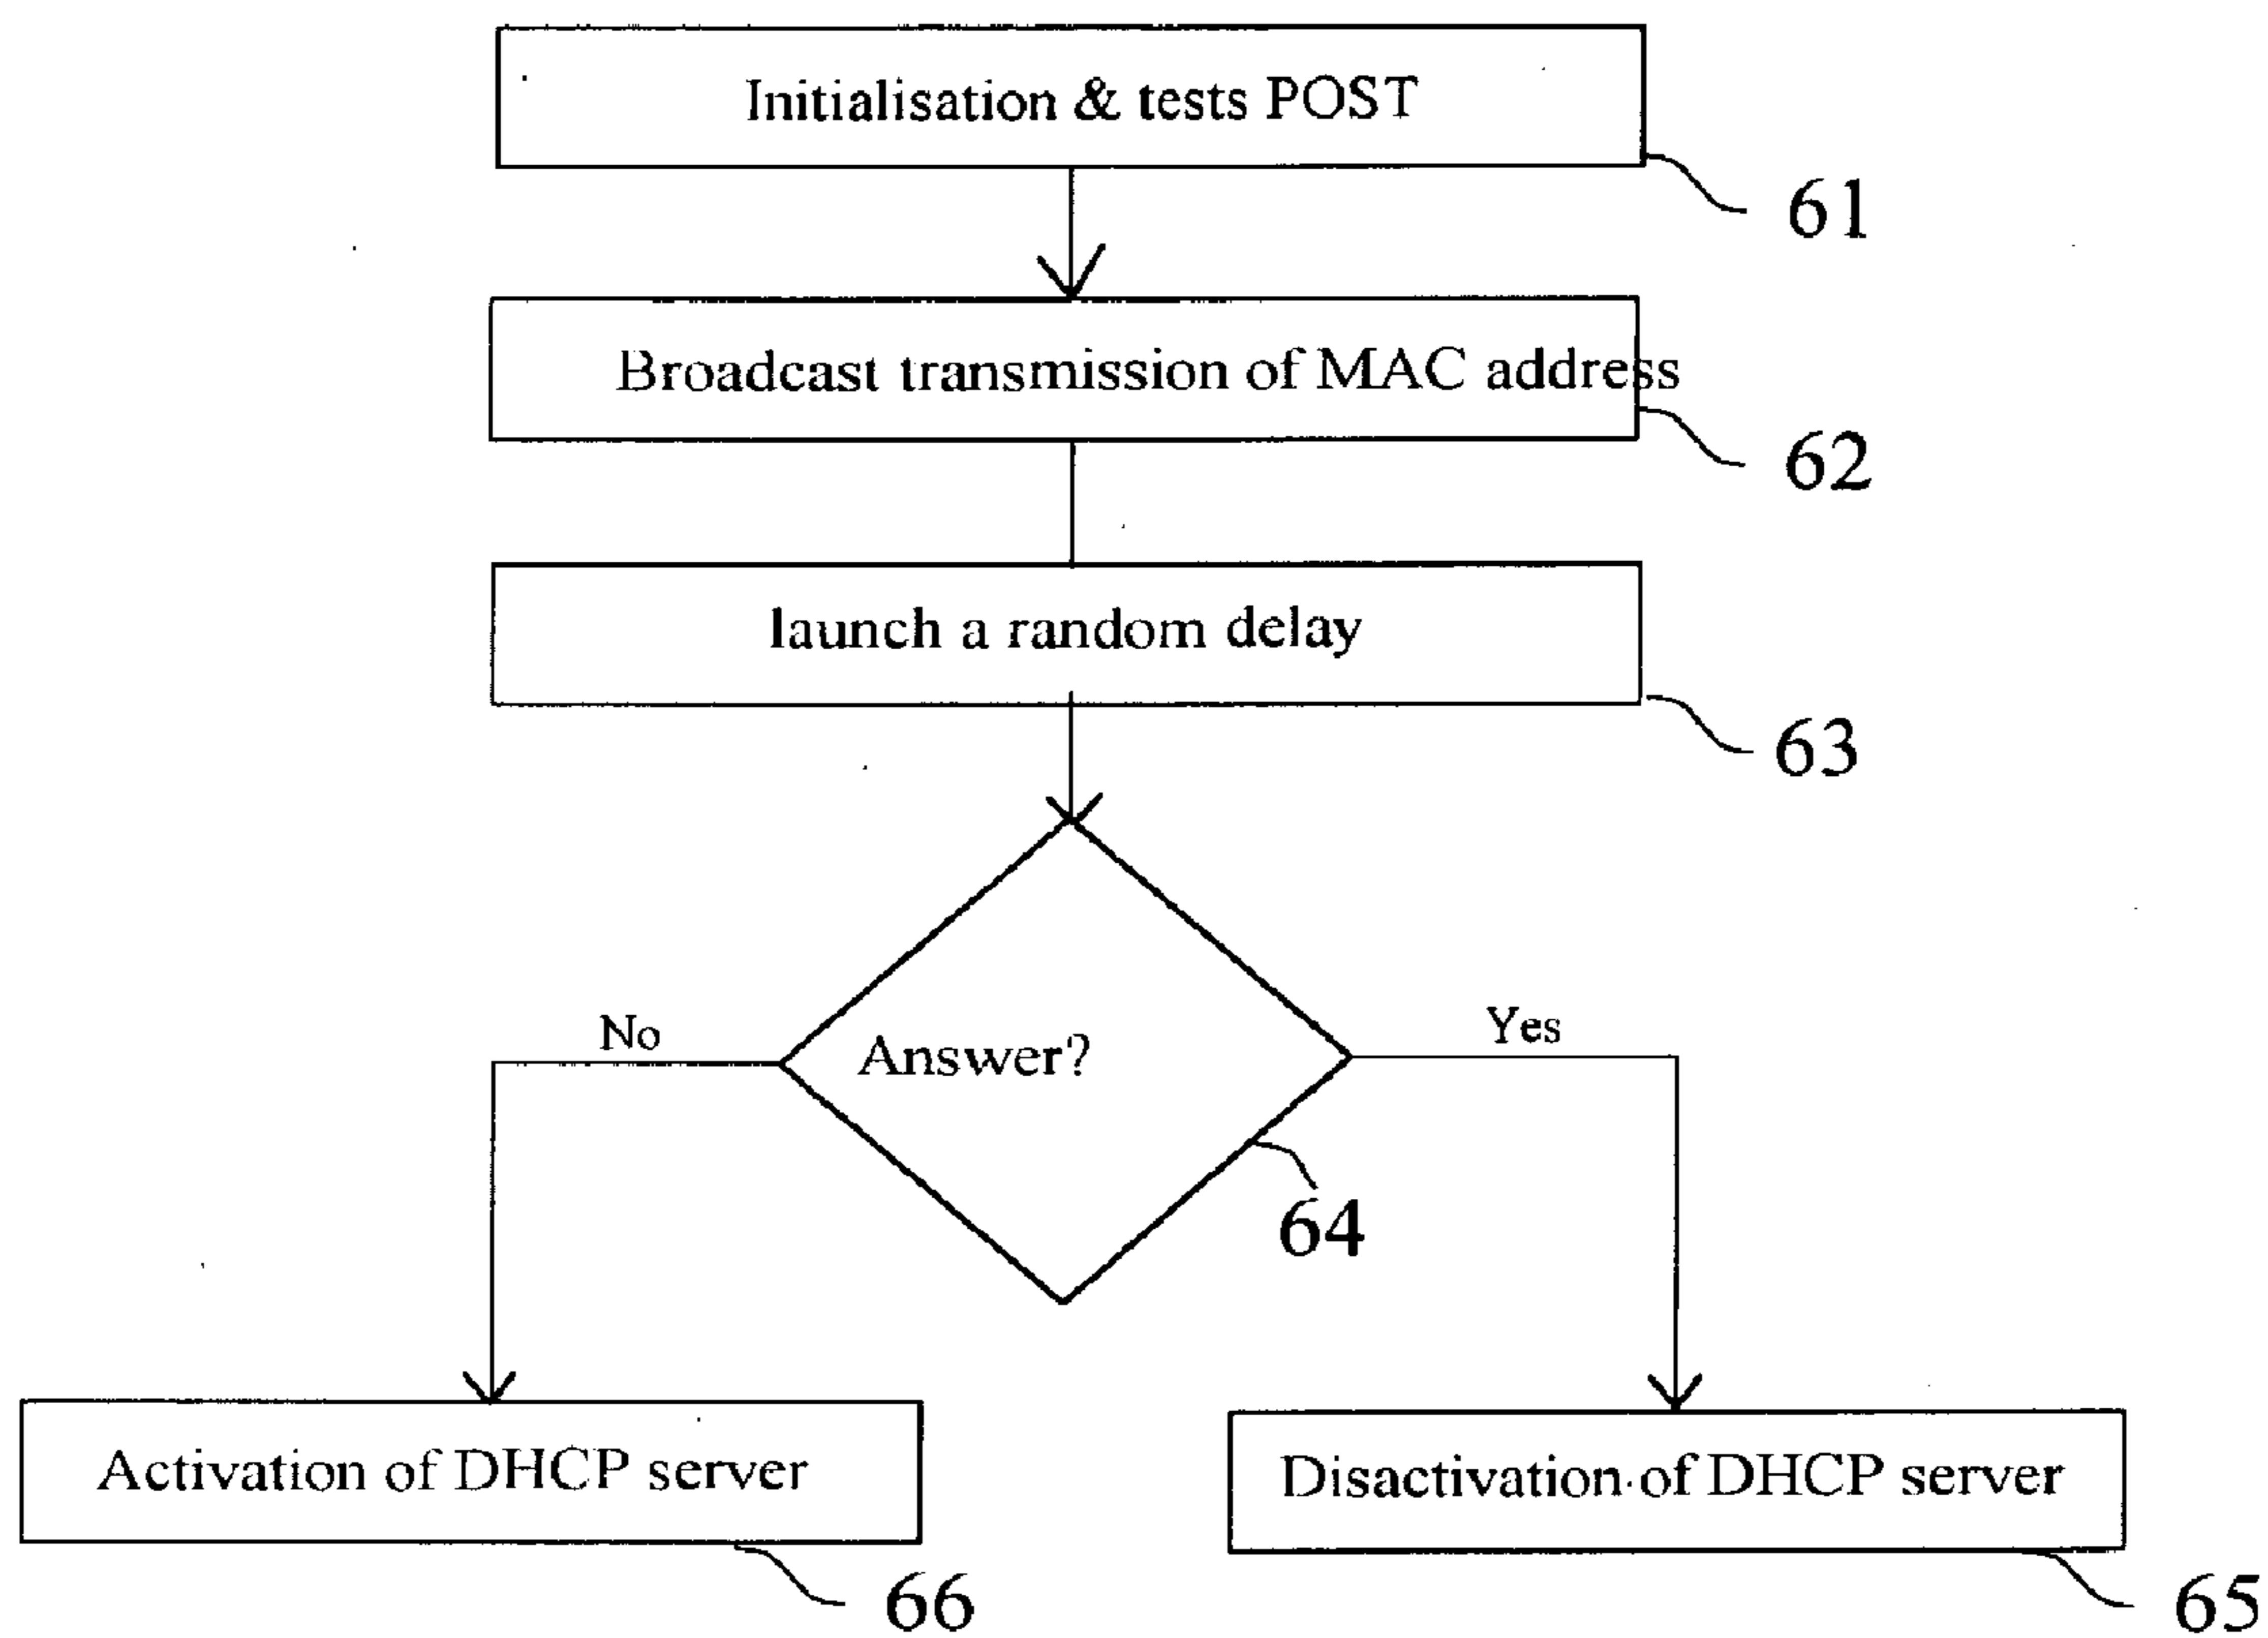 Initialisation & tests POST
61
Broadcast transmission of MAC address
62
launch a random delay
63
No
Yes
Answer?
64
Activation of DHCP server
Disactivation of DHCP server
66
65